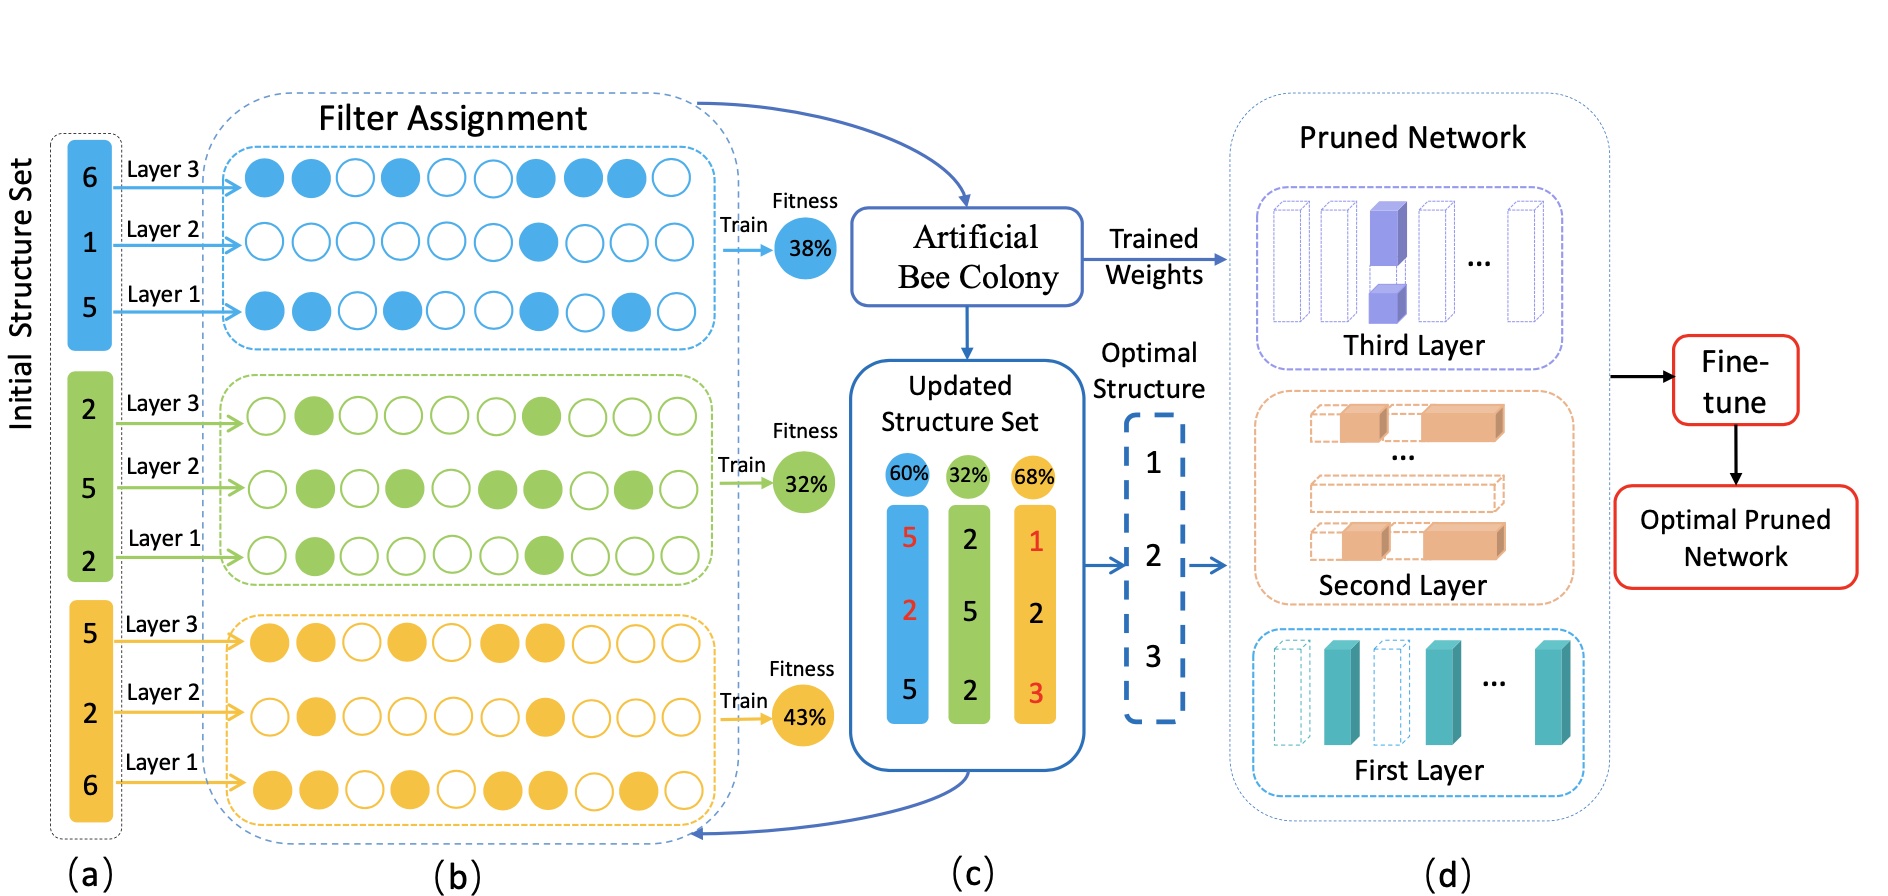 Initial Structure Set
6
1
5
2
5
2
5
2
6
Layer 3
Layer 2
Layer 1
Layer 3
Layer 2
Layer 1
Layer 3
Layer 2
Layer 1
Filter Assignment
Train
Fitness
38%
Train
Fitness
32%
Train
Fitness
43%
Artificial
Bee Colony
Trained
Weights
Updated
Structure Set
60% 32% 68%
5 2 1
2 5 2
5 2 3
Optimal
Structure
1
2
3
Pruned Network
...
Third Layer
...
Second Layer
...
First Layer
Fine-
tune
Optimal Pruned
Network
(a)
(b)
(c)
(d)